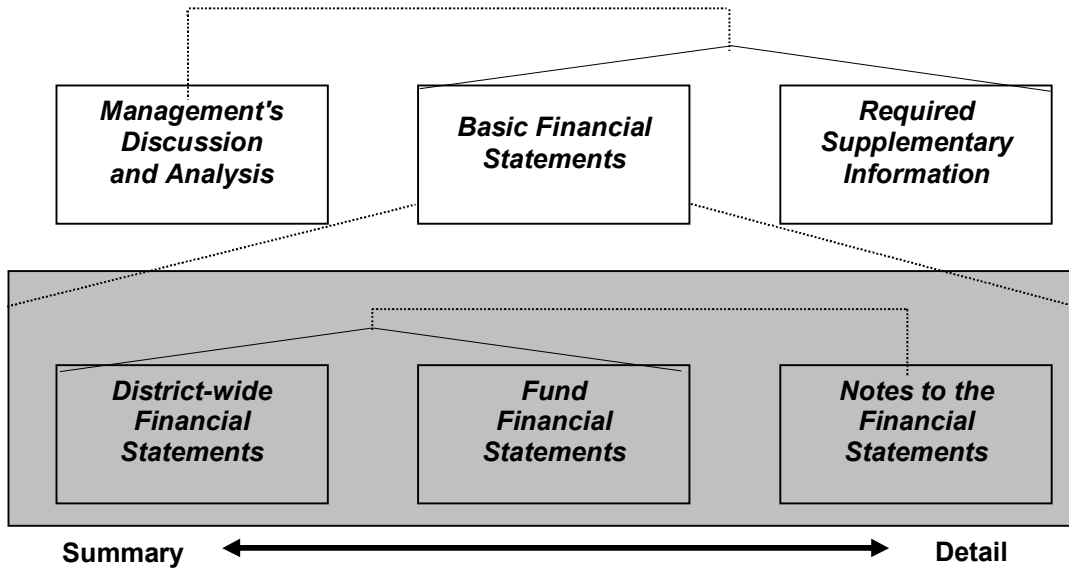 Management's
Discussion
and Analysis
Basic Financial
Statements
Required
Supplementary
Information
District-wide
Financial
Statements
Fund
Financial
Statements
Notes to the
Financial
Statements
Summary
Detail